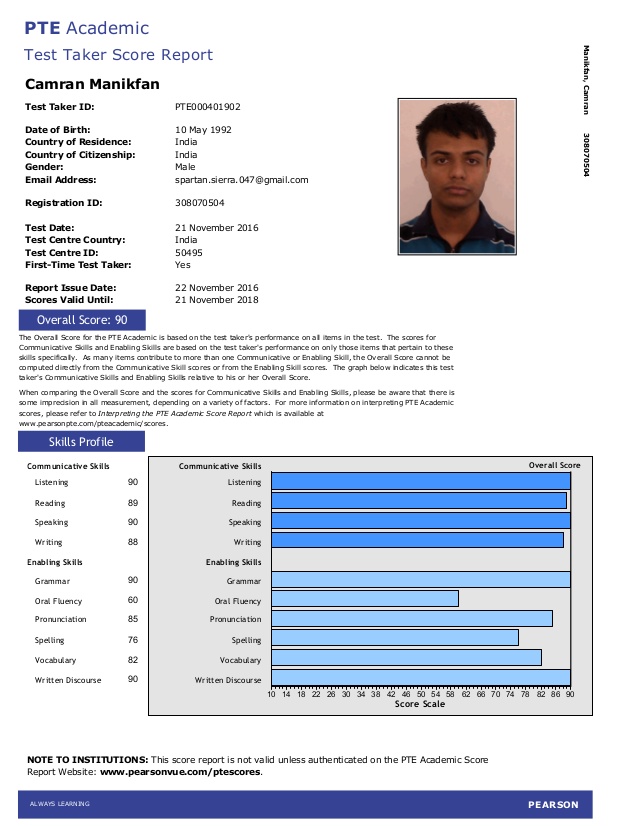 PTE Academic
Test Taker Score Report
Camran Manikfan
Manikfan, Camran 308070504
Test Taker ID: PTE000401902
Date of Birth: 10 May 1992
Country of Residence: India
Country of Citizenship: India
Gender: Male
Email Address: spartan.sierra.047@gmail.com
Registration ID: 308070504
Test Date: 21 November 2016
Test Centre Country: India
Test Centre ID: 50495
First-Time Test Taker: Yes
Report Issue Date: 22 November 2016
Scores Valid Until: 21 November 2018
Overall Score: 90
The Overall Score for the PTE Academic is based on the test taker's performance on all items in the test. The scores for
Communicative Skills and Enabling Skills are based on the test taker's performance on only those items that pertain to these
skills specifically. As many items contribute to more than one Communicative or Enabling Skill, the Overall Score cannot be
computed directly from the Communicative Skill scores or from the Enabling Skill scores. The graph below indicates this test
taker's Communicative Skills and Enabling Skills relative to his or her Overall Score.
When comparing the Overall Score and the scores for Communicative Skills and Enabling Skills, please be aware that there is
some imprecision in all measurement, depending on a variety of factors. For more information on interpreting PTE Academic
scores, please refer to Interpreting the PTE Academic Score Report which is available at
www.pearsonpte.com/pteacademic/scores.
Skills Profile
Communicative Skills
Listening 90
Reading 89
Speaking 90
Writing 88
Enabling Skills
Grammar 90
Oral Fluency 60
Pronunciation 85
Spelling 76
Vocabulary 82
Written Discourse 90
Communicative Skills Overall Score
Listening
Reading
Speaking
Writing
Enabling Skills
Grammar
Oral Fluency
Pronunciation
Spelling
Vocabulary
Written Discourse
10 14 18 22 26 30 34 38 42 46 50 54 58 62 66 70 74 78 82 86 90
Score Scale
NOTE TO INSTITUTIONS: This score report is not valid unless authenticated on the PTE Academic Score
Report Website: www.pearsonvue.com/ptescores.
ALWAYS LEARNING PEARSON